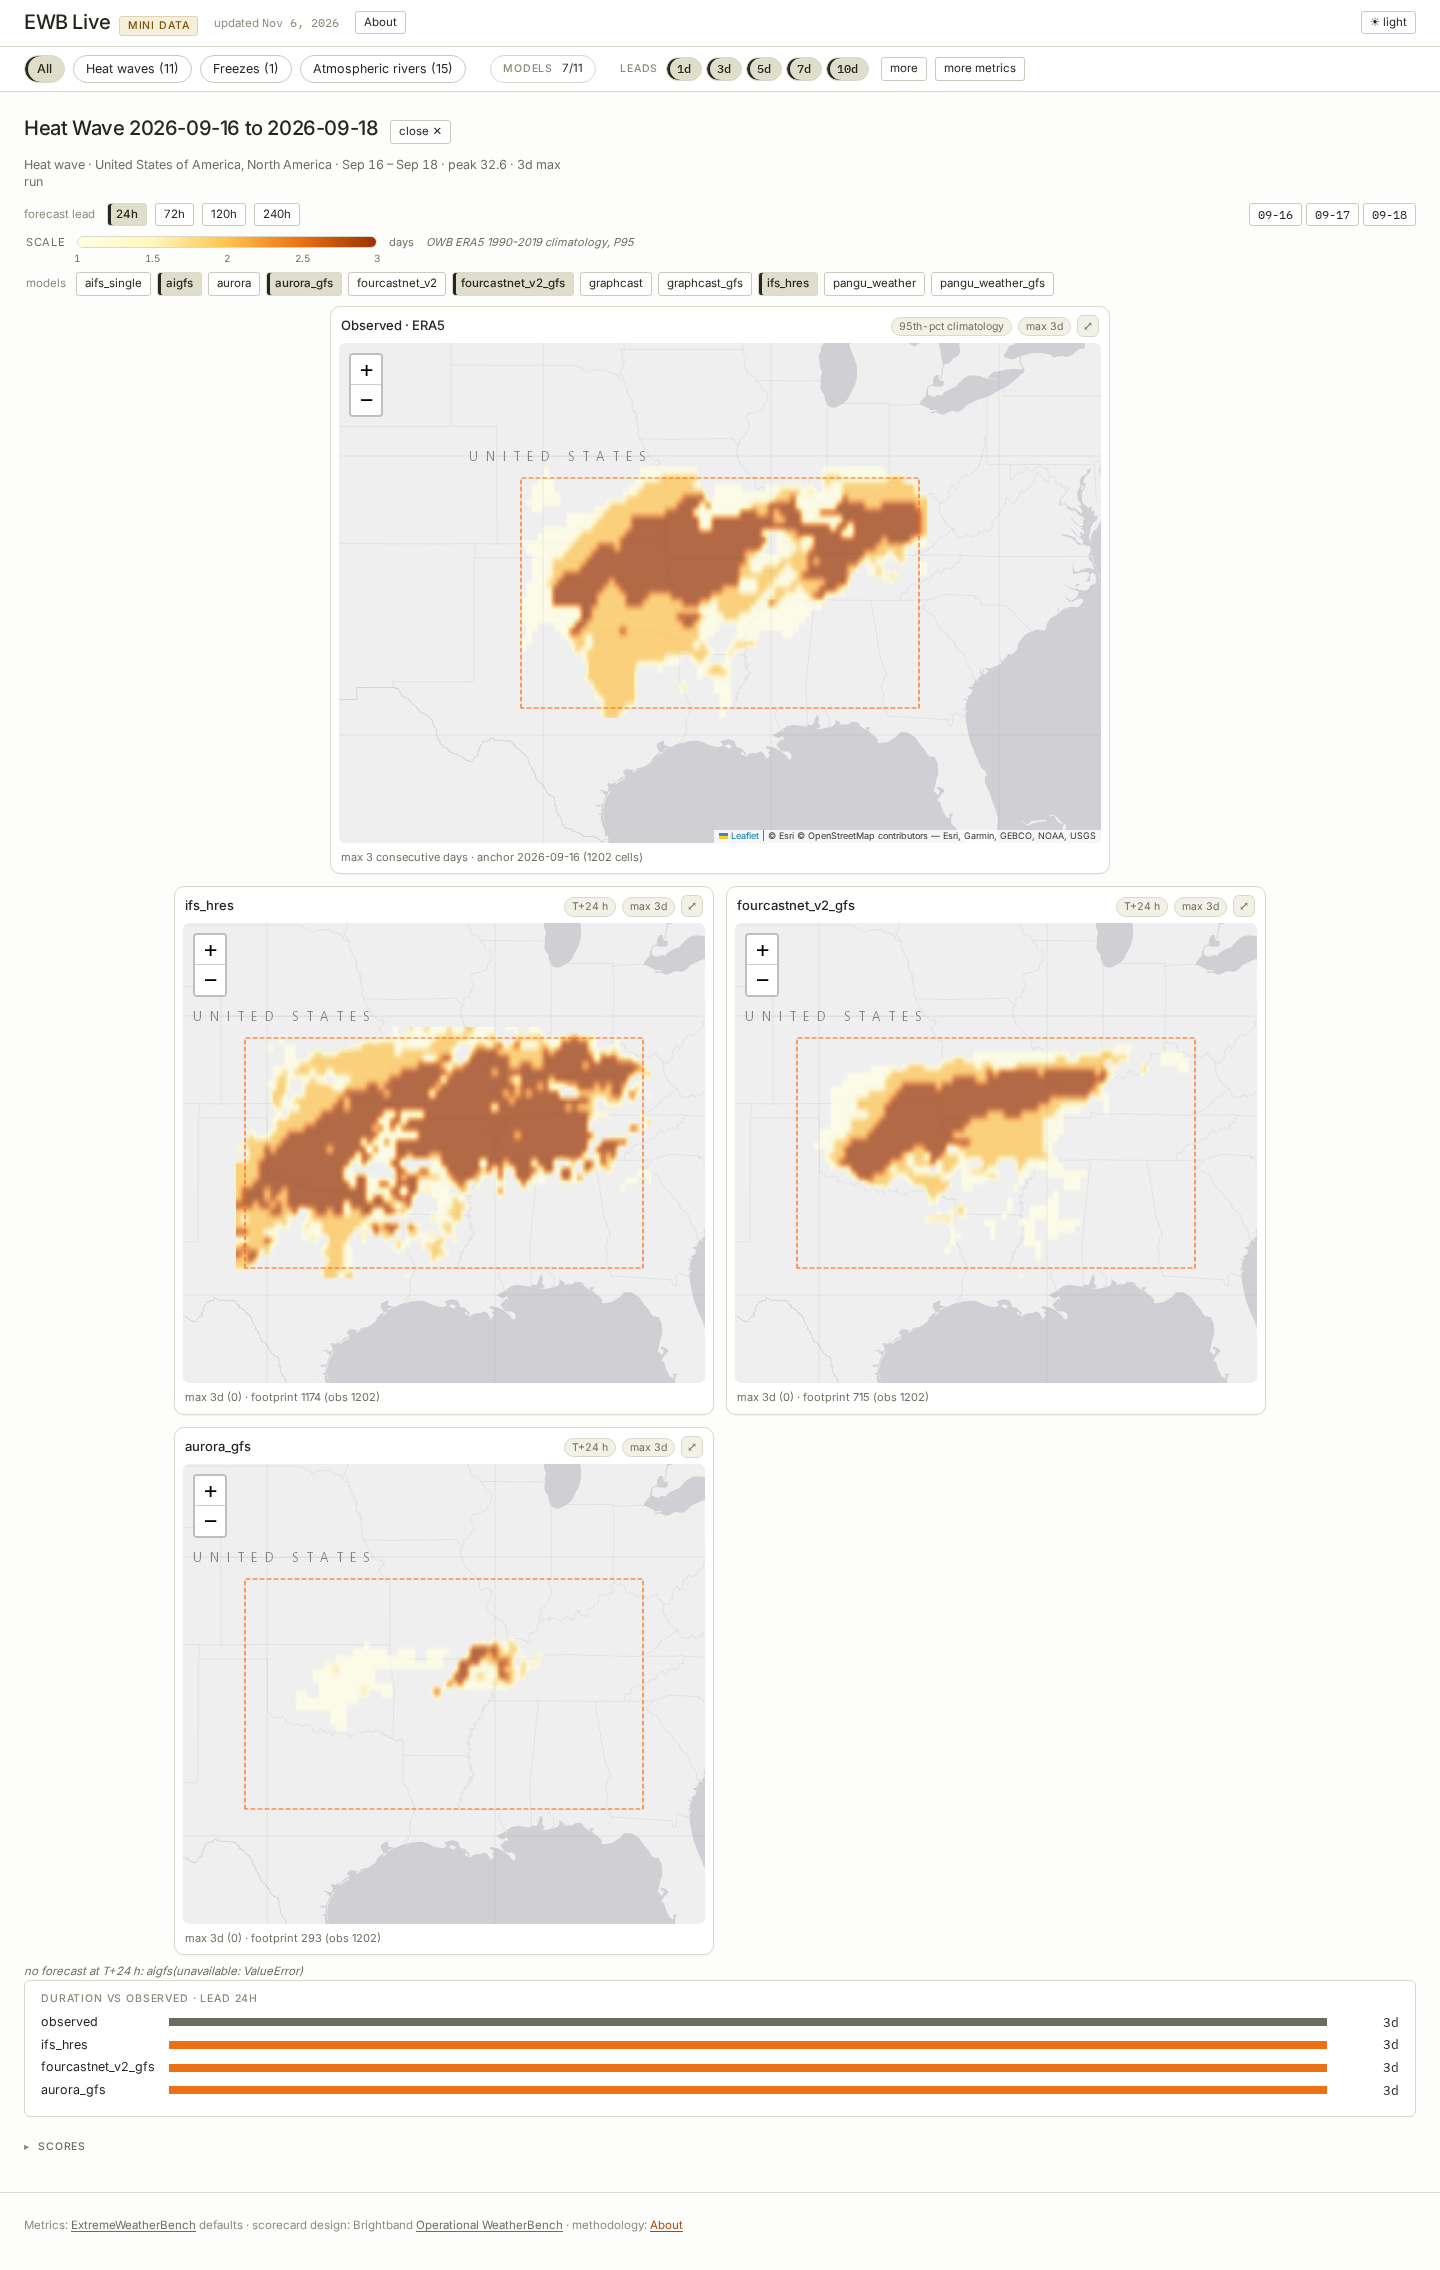 EWB Live MINI DATA updated Nov 6, 2026 About ☀ light
All Heat waves (11) Freezes (1) Atmospheric rivers (15) MODELS 7/11 LEADS 1d 3d 5d 7d 10d more more metrics
Heat Wave 2026-09-16 to 2026-09-18 close ✕
Heat wave · United States of America, North America · Sep 16 – Sep 18 · peak 32.6 · 3d max
run
forecast lead 24h 72h 120h 240h 09-16 09-17 09-18
SCALE days OWB ERA5 1990-2019 climatology, P95
1 1.5 2 2.5 3
models aifs_single aigfs aurora aurora_gfs fourcastnet_v2 fourcastnet_v2_gfs graphcast graphcast_gfs ifs_hres pangu_weather pangu_weather_gfs
Observed · ERA5 95th-pct climatology max 3d ⤢
+
−
UNITED STATES
Leaflet | © Esri © OpenStreetMap contributors — Esri, Garmin, GEBCO, NOAA, USGS
max 3 consecutive days · anchor 2026-09-16 (1202 cells)
ifs_hres T+24 h max 3d ⤢
+
−
UNITED STATES
max 3d (0) · footprint 1174 (obs 1202)
fourcastnet_v2_gfs T+24 h max 3d ⤢
+
−
UNITED STATES
max 3d (0) · footprint 715 (obs 1202)
aurora_gfs T+24 h max 3d ⤢
+
−
UNITED STATES
max 3d (0) · footprint 293 (obs 1202)
no forecast at T+24 h: aigfs(unavailable: ValueError)
DURATION VS OBSERVED · LEAD 24H
observed 3d
ifs_hres 3d
fourcastnet_v2_gfs 3d
aurora_gfs 3d
▸ SCORES
Metrics: ExtremeWeatherBench defaults · scorecard design: Brightband Operational WeatherBench · methodology: About